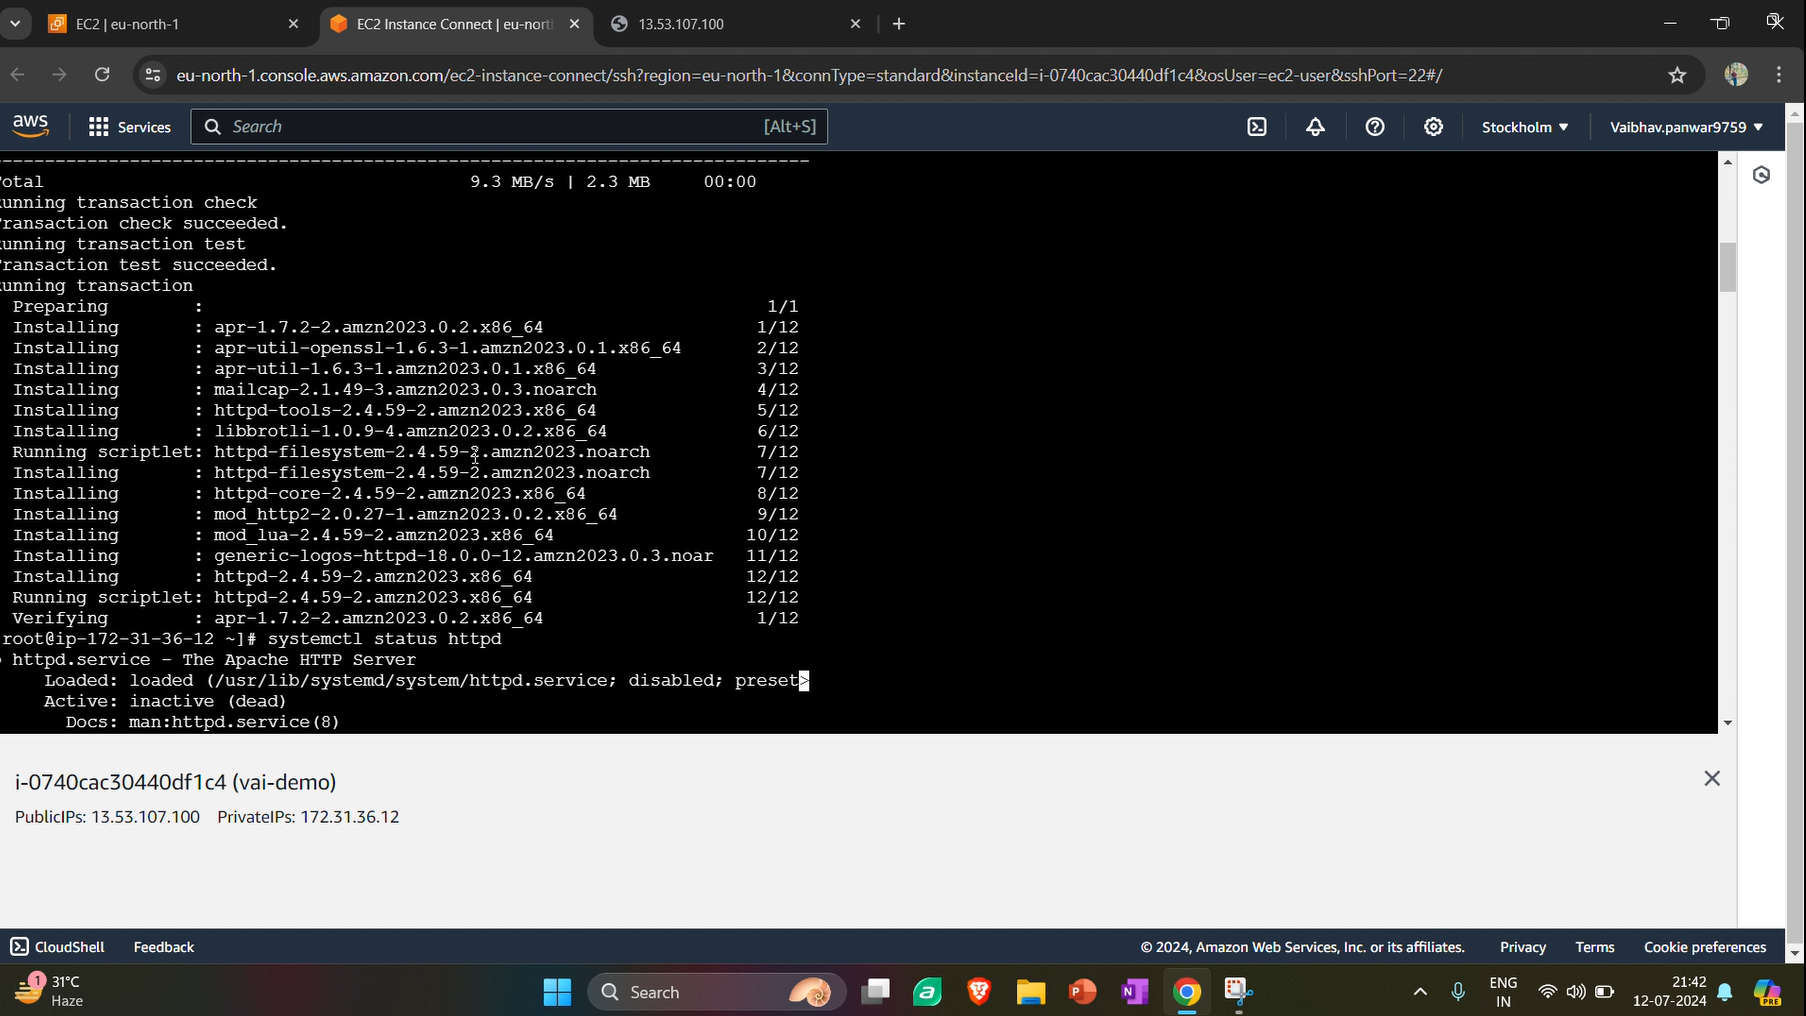 EC2 | eu-north-1
EC2 Instance Connect | eu-nort
13.53.107.100
eu-north-1.console.aws.amazon.com/ec2-instance-connect/ssh?region=eu-north-1&connType=standard&instanceId=i-0740cac30440df1c4&osUser=ec2-user&sshPort=22#/
aws
Services
Search
[Alt+S]
Stockholm
Vaibhav.panwar9759
--------------------------------------------------------------------------------
otal 9.3 MB/s | 2.3 MB 00:00
unning transaction check
ransaction check succeeded.
unning transaction test
ransaction test succeeded.
unning transaction
Preparing : 1/1
Installing : apr-1.7.2-2.amzn2023.0.2.x86_64 1/12
Installing : apr-util-openssl-1.6.3-1.amzn2023.0.1.x86_64 2/12
Installing : apr-util-1.6.3-1.amzn2023.0.1.x86_64 3/12
Installing : mailcap-2.1.49-3.amzn2023.0.3.noarch 4/12
Installing : httpd-tools-2.4.59-2.amzn2023.x86_64 5/12
Installing : libbrotli-1.0.9-4.amzn2023.0.2.x86_64 6/12
Running scriptlet: httpd-filesystem-2.4.59-2.amzn2023.noarch 7/12
Installing : httpd-filesystem-2.4.59-2.amzn2023.noarch 7/12
Installing : httpd-core-2.4.59-2.amzn2023.x86_64 8/12
Installing : mod_http2-2.0.27-1.amzn2023.0.2.x86_64 9/12
Installing : mod_lua-2.4.59-2.amzn2023.x86_64 10/12
Installing : generic-logos-httpd-18.0.0-12.amzn2023.0.3.noar 11/12
Installing : httpd-2.4.59-2.amzn2023.x86_64 12/12
Running scriptlet: httpd-2.4.59-2.amzn2023.x86_64 12/12
Verifying : apr-1.7.2-2.amzn2023.0.2.x86_64 1/12
root@ip-172-31-36-12 ~]# systemctl status httpd
httpd.service - The Apache HTTP Server
Loaded: loaded (/usr/lib/systemd/system/httpd.service; disabled; preset>
Active: inactive (dead)
Docs: man:httpd.service(8)
i-0740cac30440df1c4 (vai-demo)
PublicIPs: 13.53.107.100 PrivateIPs: 172.31.36.12
CloudShell
Feedback
© 2024, Amazon Web Services, Inc. or its affiliates.
Privacy
Terms
Cookie preferences
1
31°C
Haze
Search
ENG
IN
21:42
12-07-2024
PRE